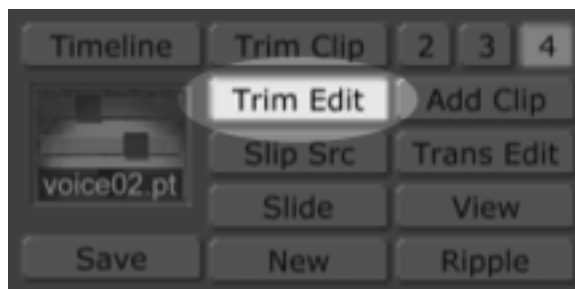 Timeline Trim Clip 2 3 4
Trim Edit Add Clip
Slip Src Trans Edit
voice02.pt
Slide View
Save New Ripple